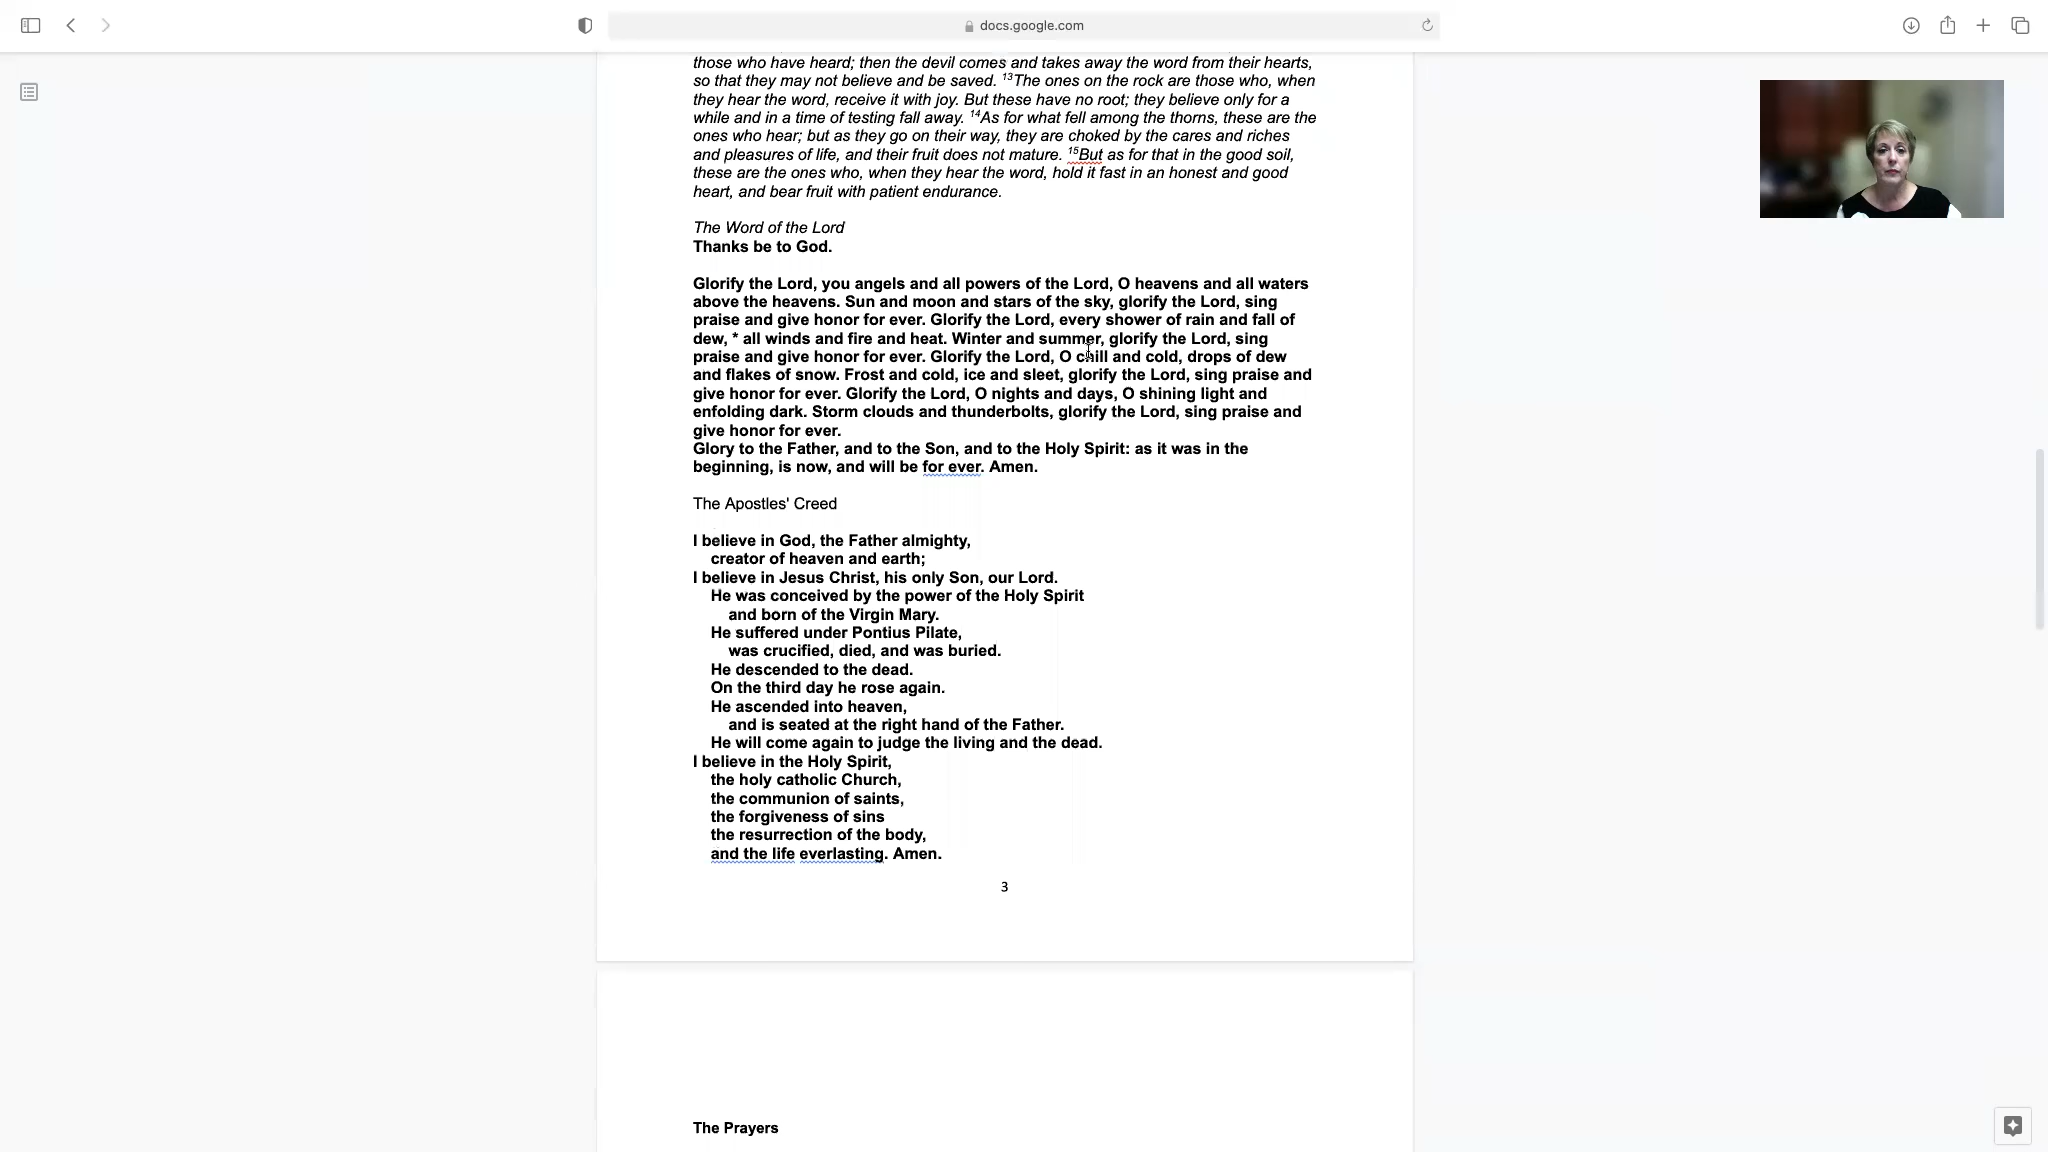 docs.google.com
those who have heard; then the devil comes and takes away the word from their hearts,
so that they may not believe and be saved. 13The ones on the rock are those who, when
they hear the word, receive it with joy. But these have no root; they believe only for a
while and in a time of testing fall away. 14As for what fell among the thorns, these are the
ones who hear; but as they go on their way, they are choked by the cares and riches
and pleasures of life, and their fruit does not mature. 15But as for that in the good soil,
these are the ones who, when they hear the word, hold it fast in an honest and good
heart, and bear fruit with patient endurance.
The Word of the Lord
Thanks be to God.
Glorify the Lord, you angels and all powers of the Lord, O heavens and all waters
above the heavens. Sun and moon and stars of the sky, glorify the Lord, sing
praise and give honor for ever. Glorify the Lord, every shower of rain and fall of
dew, * all winds and fire and heat. Winter and summer, glorify the Lord, sing
praise and give honor for ever. Glorify the Lord, O chill and cold, drops of dew
and flakes of snow. Frost and cold, ice and sleet, glorify the Lord, sing praise and
give honor for ever. Glorify the Lord, O nights and days, O shining light and
enfolding dark. Storm clouds and thunderbolts, glorify the Lord, sing praise and
give honor for ever.
Glory to the Father, and to the Son, and to the Holy Spirit: as it was in the
beginning, is now, and will be for ever. Amen.
The Apostles' Creed
I believe in God, the Father almighty,
creator of heaven and earth;
I believe in Jesus Christ, his only Son, our Lord.
He was conceived by the power of the Holy Spirit
and born of the Virgin Mary.
He suffered under Pontius Pilate,
was crucified, died, and was buried.
He descended to the dead.
On the third day he rose again.
He ascended into heaven,
and is seated at the right hand of the Father.
He will come again to judge the living and the dead.
I believe in the Holy Spirit,
the holy catholic Church,
the communion of saints,
the forgiveness of sins
the resurrection of the body,
and the life everlasting. Amen.
3
The Prayers